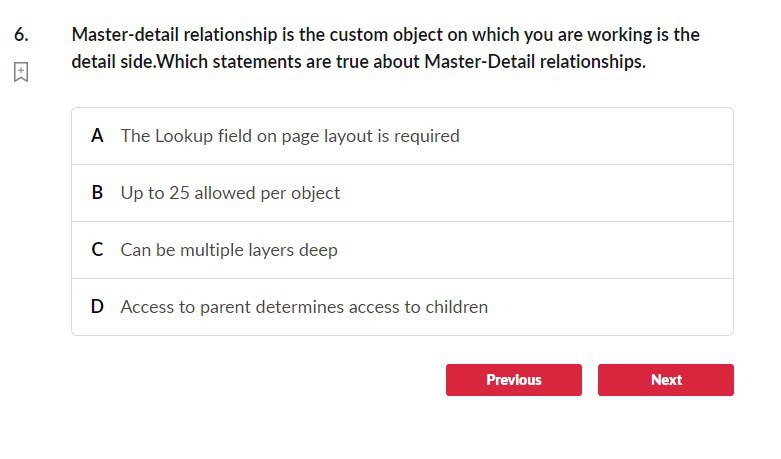 6. Master-detail relationship is the custom object on which you are working is the
detail side.Which statements are true about Master-Detail relationships.
A The Lookup field on page layout is required
B Up to 25 allowed per object
C Can be multiple layers deep
D Access to parent determines access to children
Previous Next